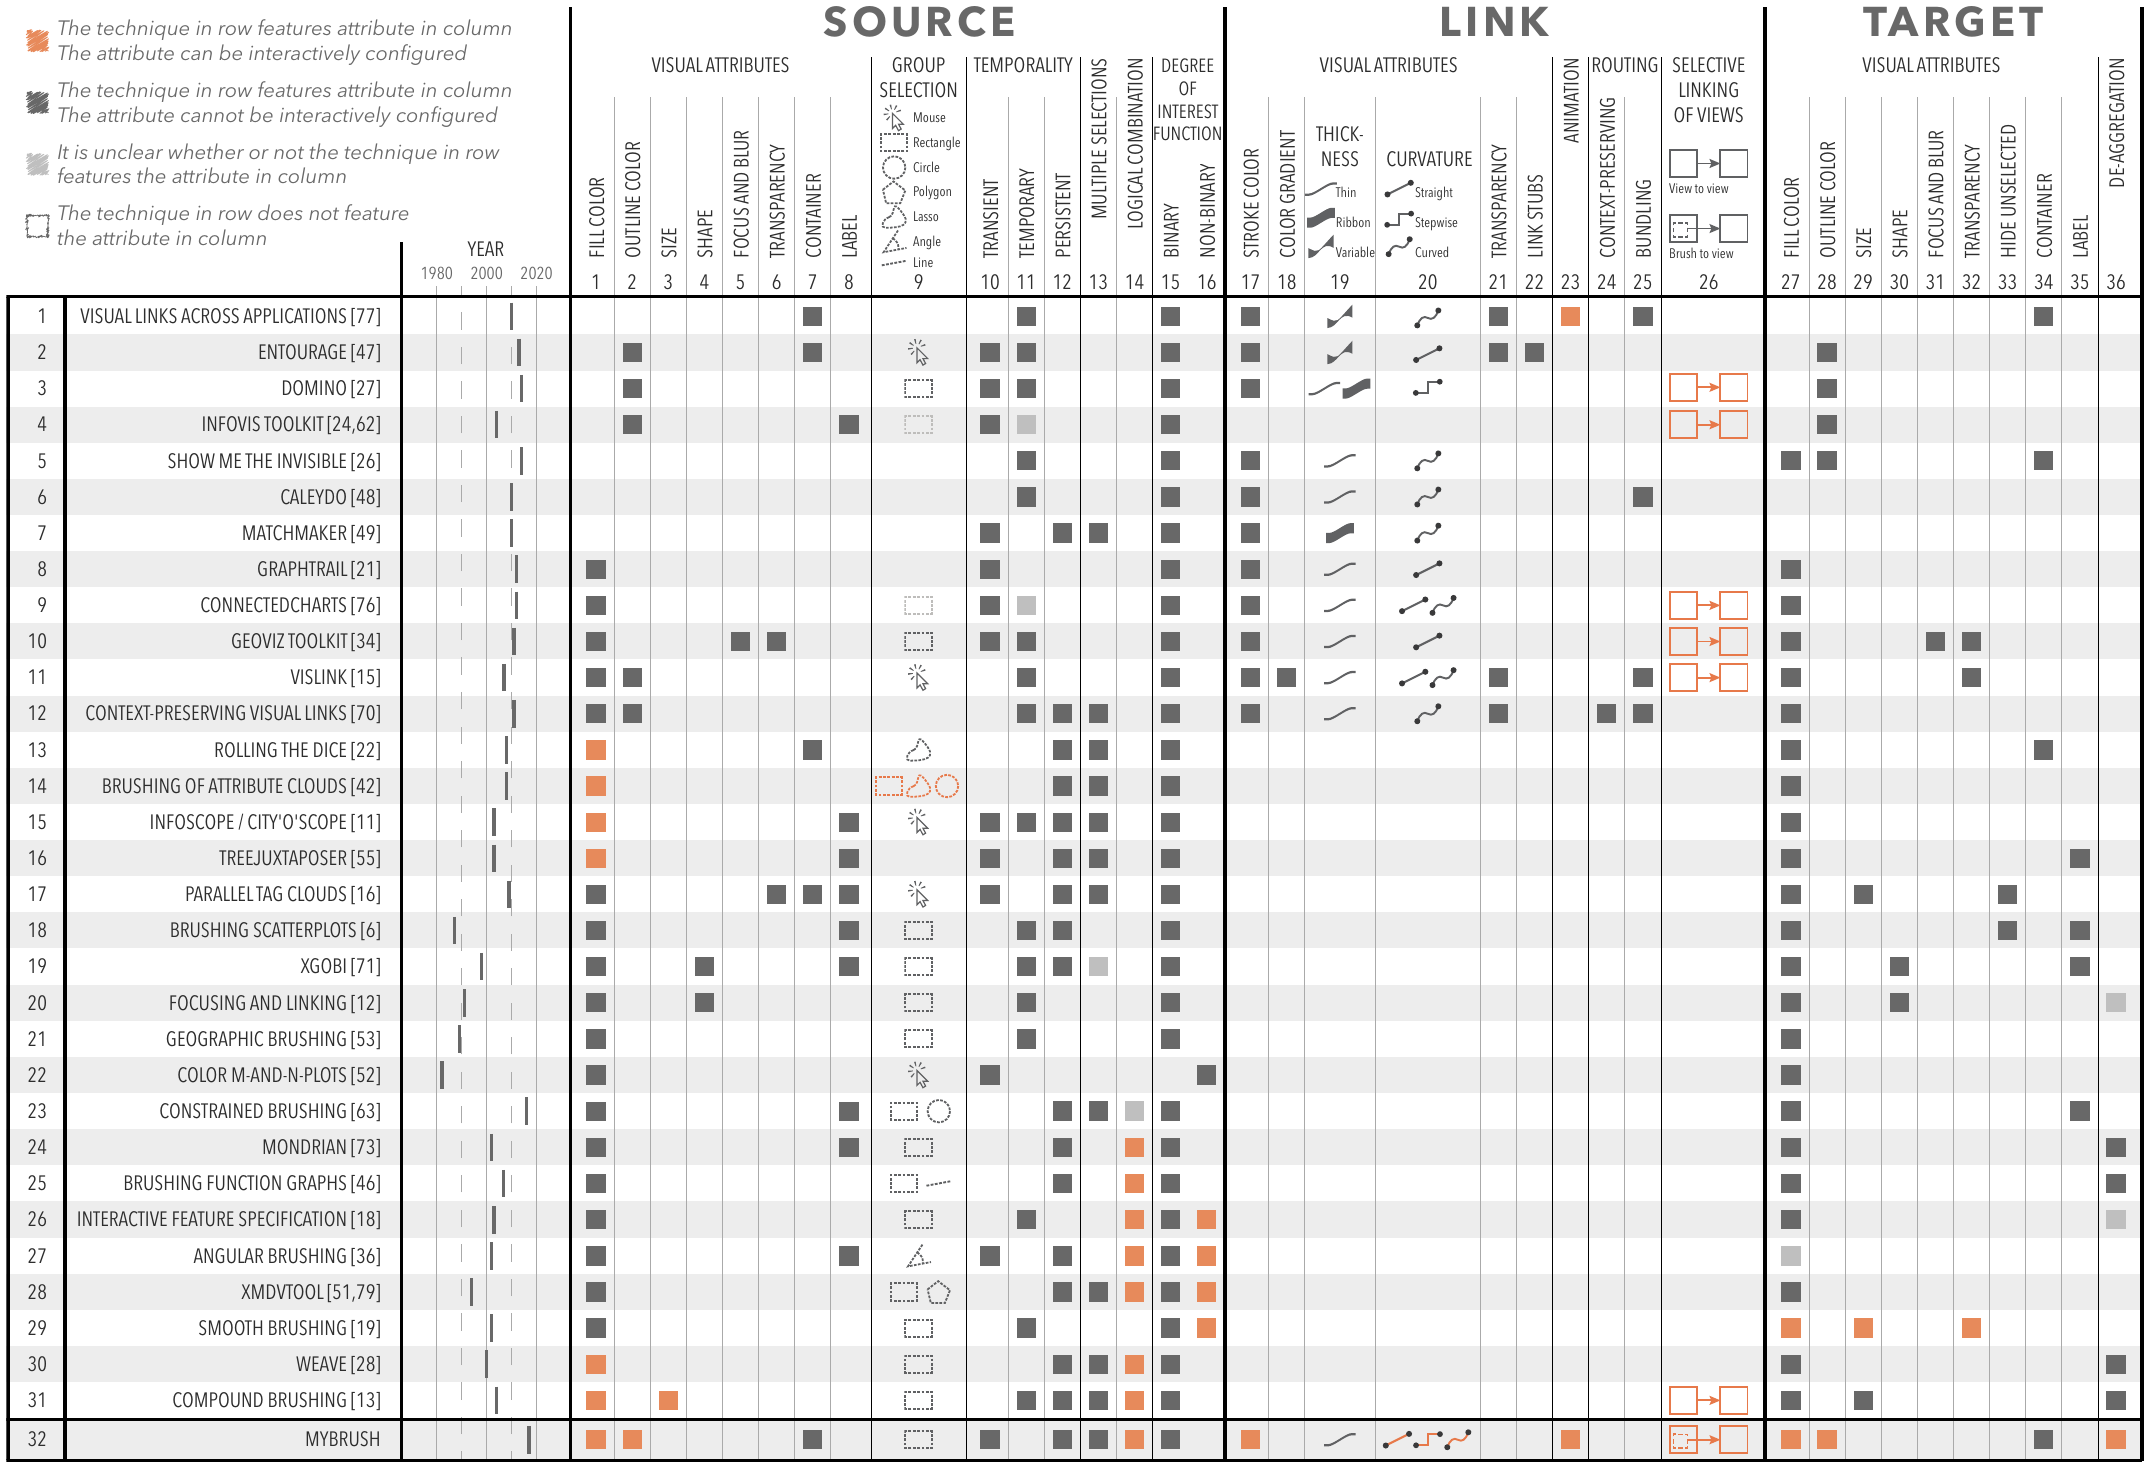 The technique in row features attribute in column
The attribute can be interactively configured
The technique in row features attribute in column
The attribute cannot be interactively configured
It is unclear whether or not the technique in row
features the attribute in column
The technique in row does not feature
the attribute in column
YEAR
1980 2000 2020
SOURCE
VISUAL ATTRIBUTES
GROUP
SELECTION
Mouse
Rectangle
Circle
Polygon
Lasso
Angle
Line
TEMPORALITY
MULTIPLE SELECTIONS
LOGICAL COMBINATION
DEGREE
OF
INTEREST
FUNCTION
FILL COLOR
OUTLINE COLOR
SIZE
SHAPE
FOCUS AND BLUR
TRANSPARENCY
CONTAINER
LABEL
TRANSIENT
TEMPORARY
PERSISTENT
BINARY
NON-BINARY
LINK
VISUAL ATTRIBUTES
STROKE COLOR
COLOR GRADIENT
THICK-
NESS
Thin
Ribbon
Variable
CURVATURE
Straight
Stepwise
Curved
TRANSPARENCY
LINK STUBS
ANIMATION
ROUTING
CONTEXT-PRESERVING
BUNDLING
SELECTIVE
LINKING
OF VIEWS
View to view
Brush to view
TARGET
VISUAL ATTRIBUTES
FILL COLOR
OUTLINE COLOR
SIZE
SHAPE
FOCUS AND BLUR
TRANSPARENCY
HIDE UNSELECTED
CONTAINER
LABEL
DE-AGGREGATION
1 2 3 4 5 6 7 8 9 10 11 12 13 14 15 16 17 18 19 20 21 22 23 24 25 26 27 28 29 30 31 32 33 34 35 36
1 VISUAL LINKS ACROSS APPLICATIONS [77]
2 ENTOURAGE [47]
3 DOMINO [27]
4 INFOVIS TOOLKIT [24,62]
5 SHOW ME THE INVISIBLE [26]
6 CALEYDO [48]
7 MATCHMAKER [49]
8 GRAPHTRAIL [21]
9 CONNECTEDCHARTS [76]
10 GEOVIZ TOOLKIT [34]
11 VISLINK [15]
12 CONTEXT-PRESERVING VISUAL LINKS [70]
13 ROLLING THE DICE [22]
14 BRUSHING OF ATTRIBUTE CLOUDS [42]
15 INFOSCOPE / CITY'O'SCOPE [11]
16 TREEJUXTAPOSER [55]
17 PARALLEL TAG CLOUDS [16]
18 BRUSHING SCATTERPLOTS [6]
19 XGOBI [71]
20 FOCUSING AND LINKING [12]
21 GEOGRAPHIC BRUSHING [53]
22 COLOR M-AND-N-PLOTS [52]
23 CONSTRAINED BRUSHING [63]
24 MONDRIAN [73]
25 BRUSHING FUNCTION GRAPHS [46]
26 INTERACTIVE FEATURE SPECIFICATION [18]
27 ANGULAR BRUSHING [36]
28 XMDVTOOL [51,79]
29 SMOOTH BRUSHING [19]
30 WEAVE [28]
31 COMPOUND BRUSHING [13]
32 MYBRUSH